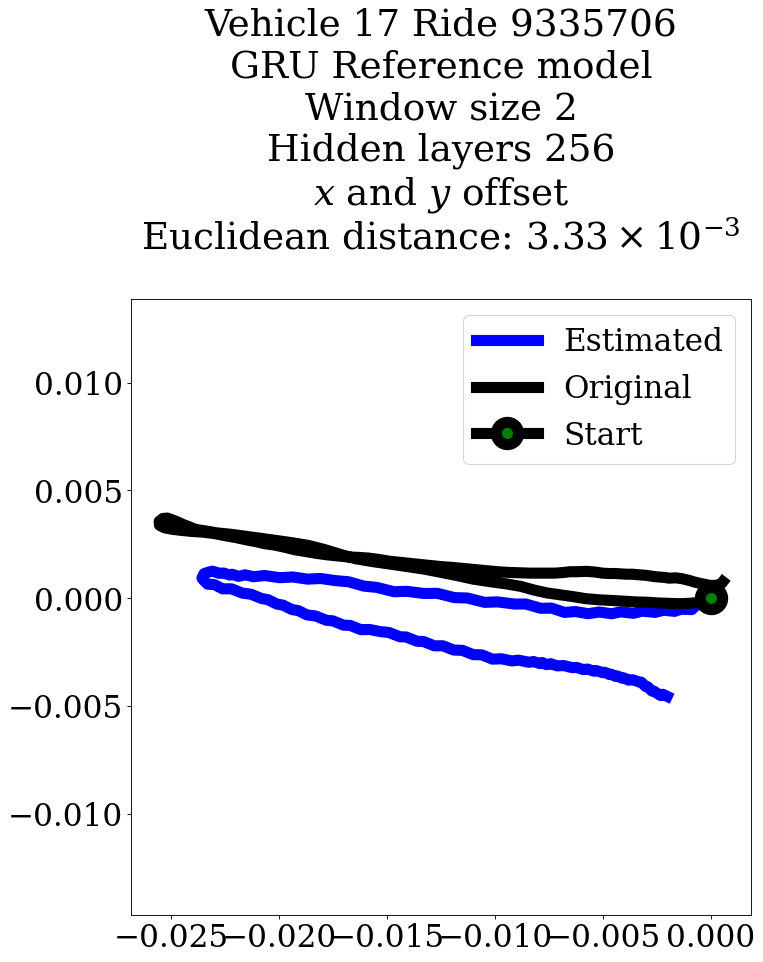 Vehicle 17 Ride 9335706
GRU Reference model
Window size 2
Hidden layers 256
x and y offset
Euclidean distance: 3.33 × 10⁻³
Estimated
Original
Start
0.010
0.005
0.000
−0.005
−0.010
−0.025 −0.020 −0.015 −0.010 −0.005 0.000